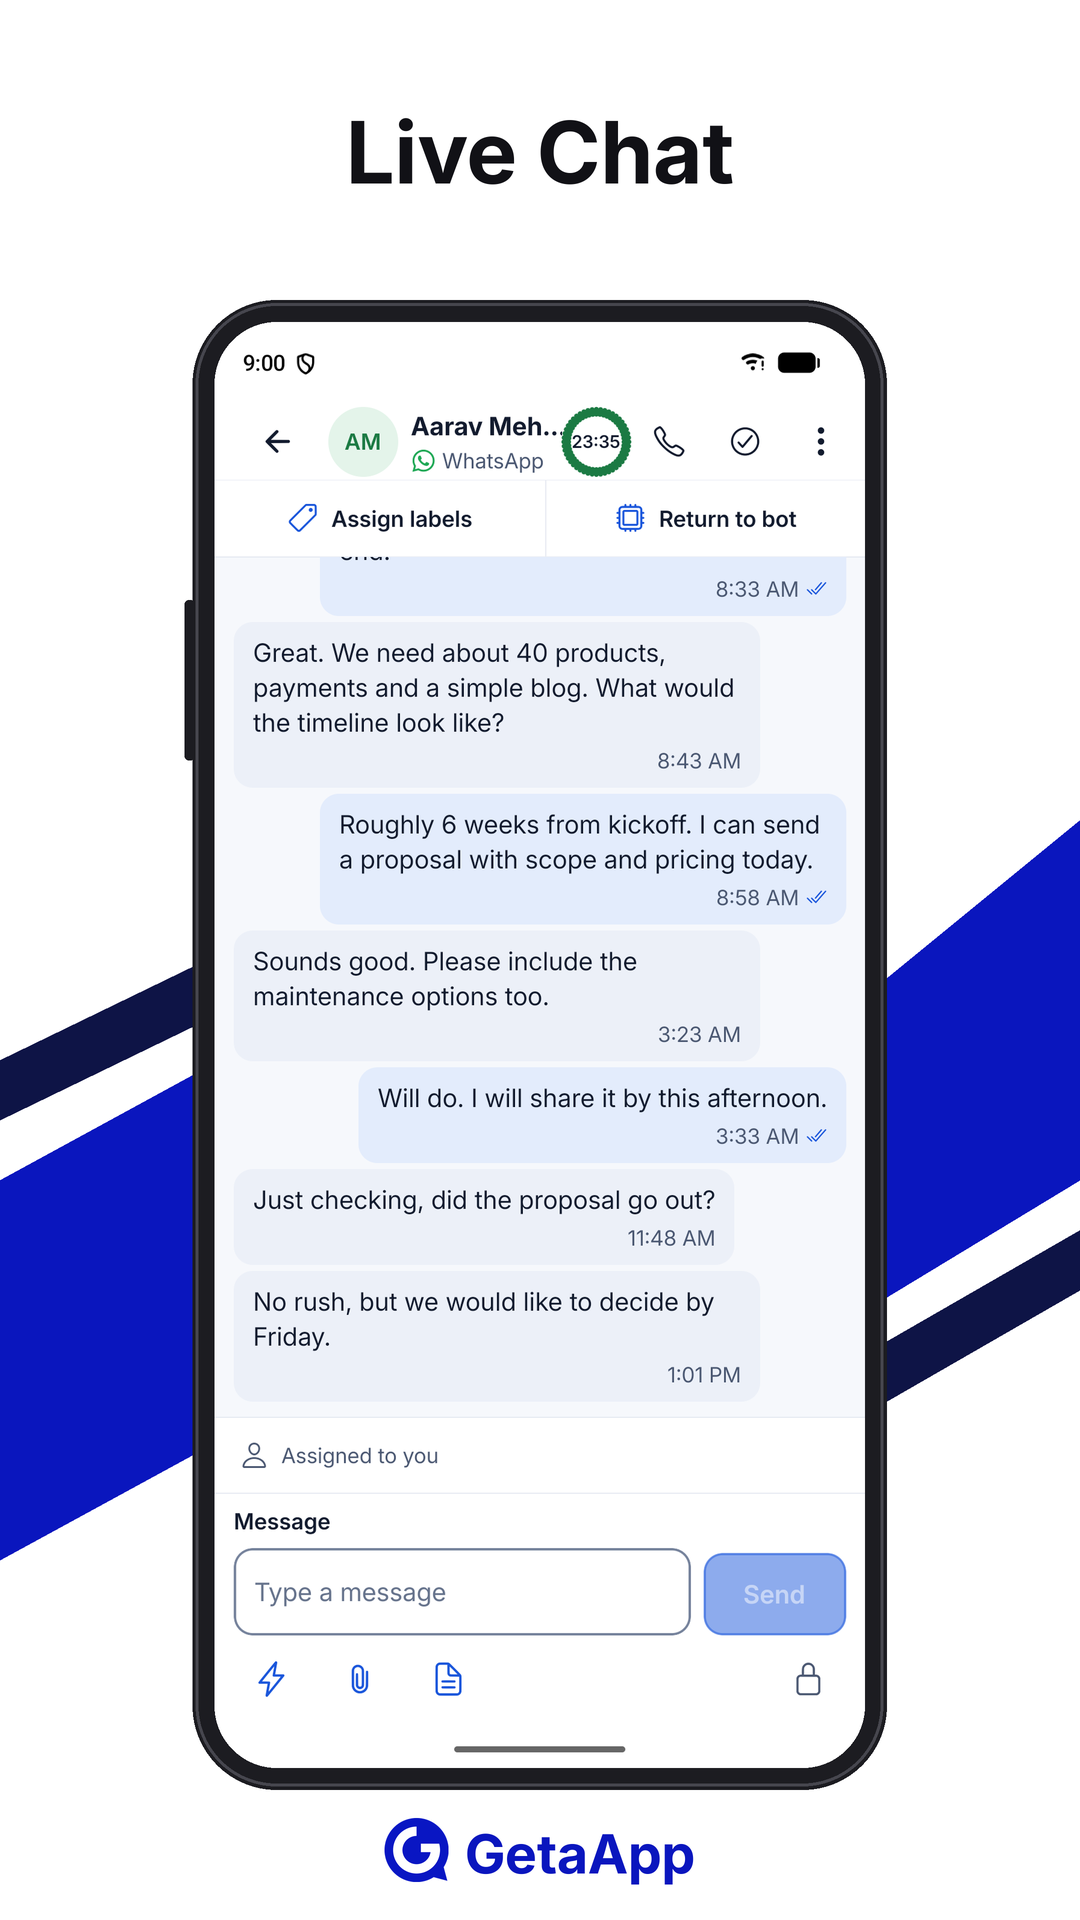 Live Chat
9:00
AM
Aarav Meh...
WhatsApp
23:35
Assign labels
Return to bot
8:33 AM
Great. We need about 40 products,
payments and a simple blog. What would
the timeline look like?
8:43 AM
Roughly 6 weeks from kickoff. I can send
a proposal with scope and pricing today.
8:58 AM
Sounds good. Please include the
maintenance options too.
3:23 AM
Will do. I will share it by this afternoon.
3:33 AM
Just checking, did the proposal go out?
11:48 AM
No rush, but we would like to decide by
Friday.
1:01 PM
Assigned to you
Message
Type a message
Send
GetaApp